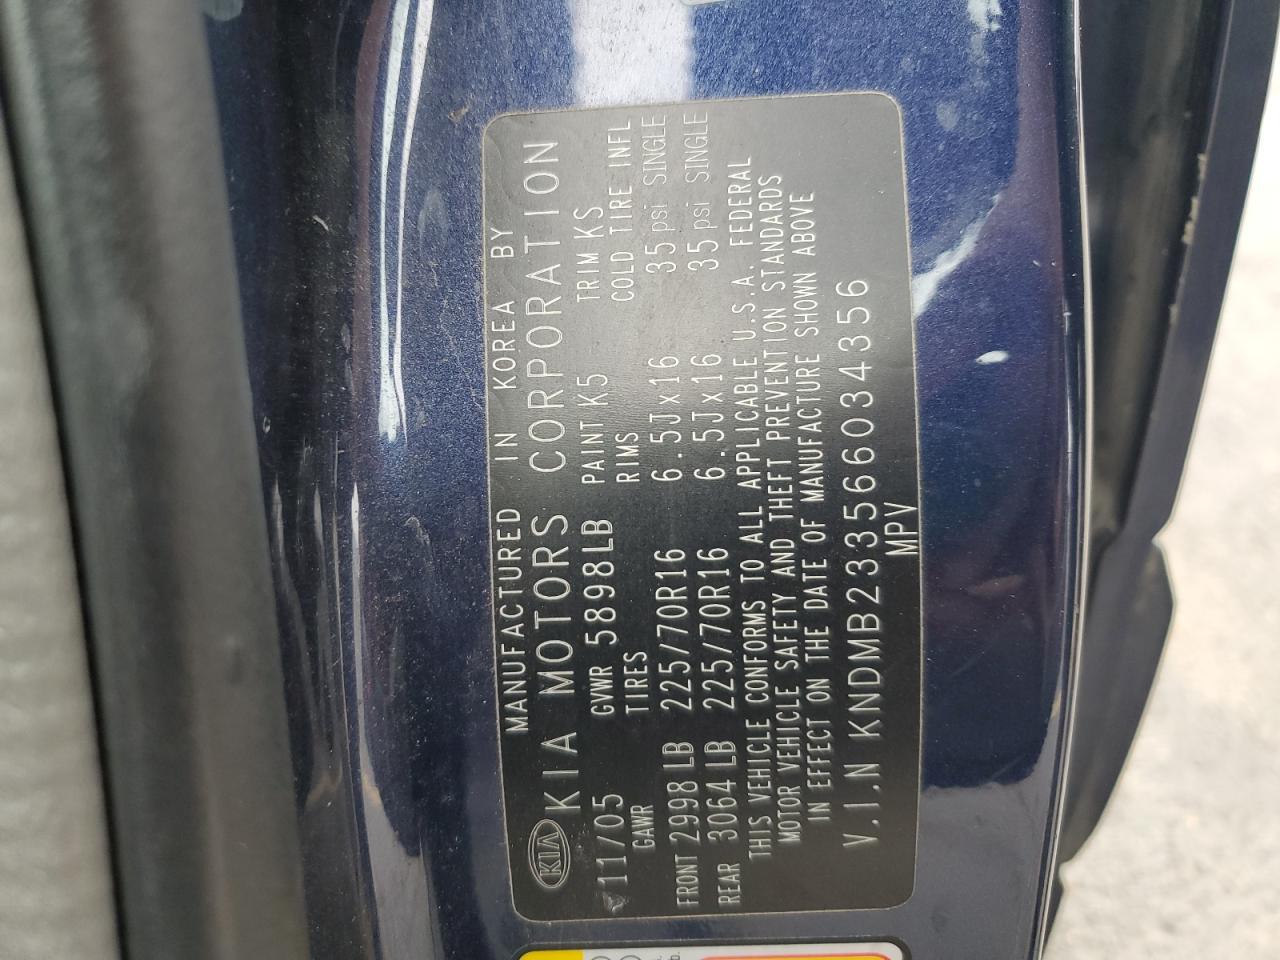 MANUFACTURED IN KOREA BY
KIA KIA MOTORS CORPORATION
11/05 GVWR 5898LB PAINT K5 TRIM KS
GAWR TIRES RIMS COLD TIRE INFL
FRONT 2998 LB 225/70R16 6.5J x 16 35 psi SINGLE
REAR 3064 LB 225/70R16 6.5J x 16 35 psi SINGLE
THIS VEHICLE CONFORMS TO ALL APPLICABLE U.S.A. FEDERAL
MOTOR VEHICLE SAFETY AND THEFT PREVENTION STANDARDS
IN EFFECT ON THE DATE OF MANUFACTURE SHOWN ABOVE
V.I.N KNDMB233566034356
MPV